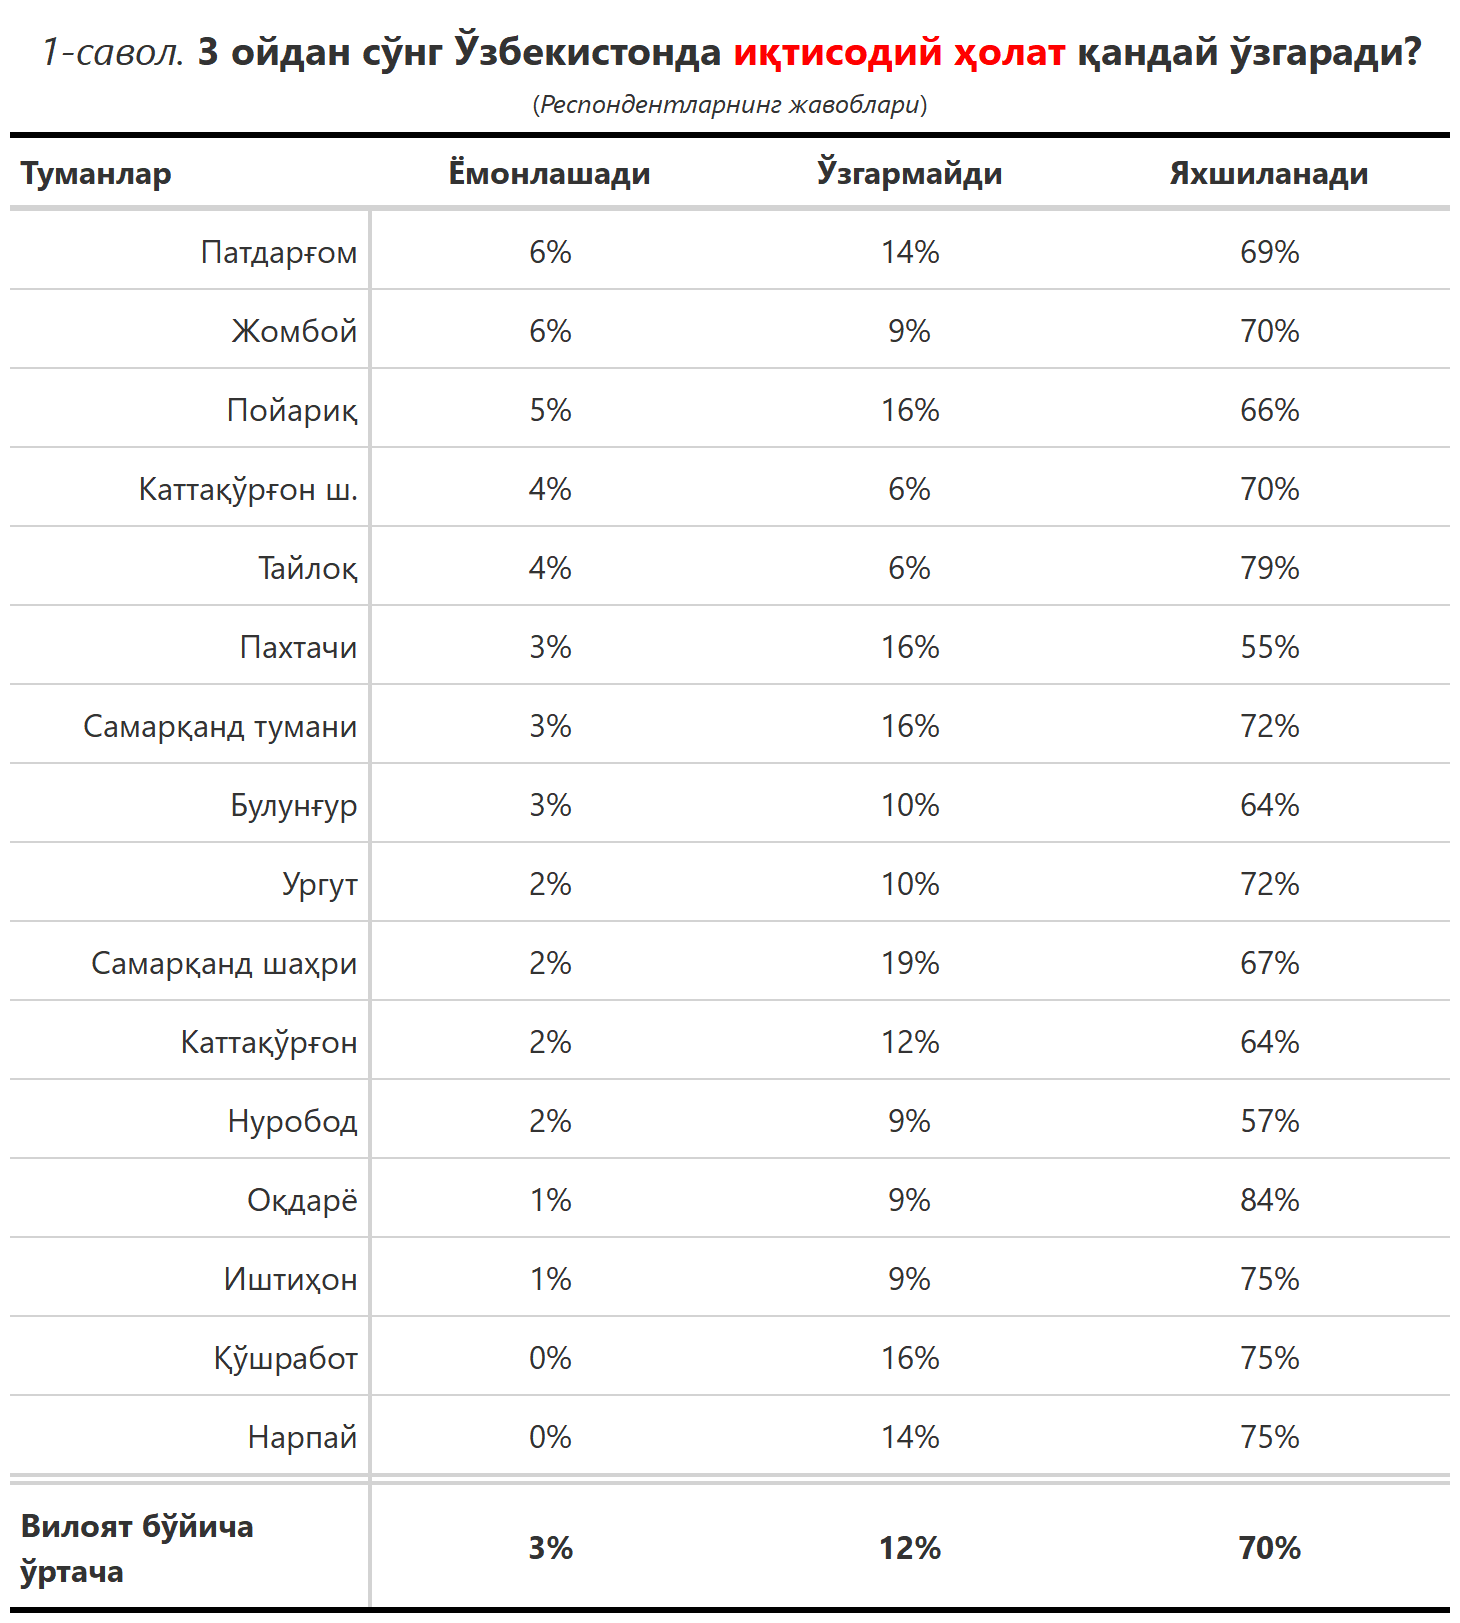 1-савол. 3 ойдан сўнг Ўзбекистонда иқтисодий ҳолат қандай ўзгаради?
(Респондентларнинг жавоблари)
Туманлар Ёмонлашади Ўзгармайди Яхшиланади
Патдарғом 6% 14% 69%
Жомбой 6% 9% 70%
Пойариқ 5% 16% 66%
Каттақўрғон ш. 4% 6% 70%
Тайлоқ 4% 6% 79%
Пахтачи 3% 16% 55%
Самарқанд тумани 3% 16% 72%
Булунғур 3% 10% 64%
Ургут 2% 10% 72%
Самарқанд шаҳри 2% 19% 67%
Каттақўрғон 2% 12% 64%
Нуробод 2% 9% 57%
Оқдарё 1% 9% 84%
Иштиҳон 1% 9% 75%
Қўшработ 0% 16% 75%
Нарпай 0% 14% 75%
Вилоят бўйича
ўртача 3% 12% 70%